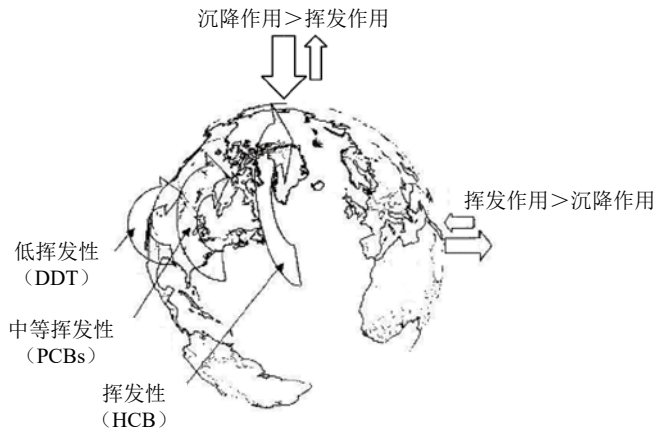 沉降作用＞挥发作用
挥发作用＞沉降作用
低挥发性
（DDT）
中等挥发性
（PCBs）
挥发性
（HCB）